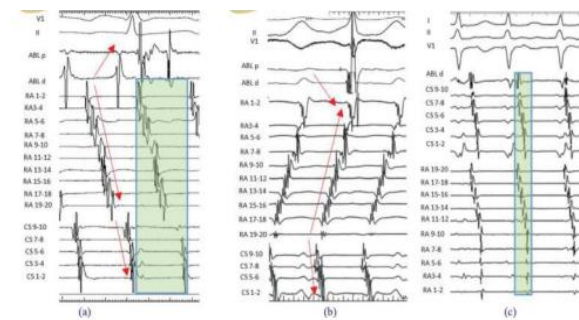 V1
II
ABL p
ABL d
RA 1-2
RA3-4
RA 5-6
RA 7-8
RA 9-10
RA 11-12
RA 13-14
RA 15-16
RA 17-18
RA 19-20
CS 9-10
CS 7-8
CS 5-6
CS 3-4
CS 1-2
(a)
II
V1
ABL p
ABL d
RA 1-2
RA3-4
RA 5-6
RA 7-8
RA 9-10
RA 11-12
RA 13-14
RA 15-16
RA 17-18
RA 19-20
CS 9-10
CS 7-8
CS 5-6
CS 3-4
CS 1-2
(b)
I
II
V1
ABL d
CS 9-10
CS 7-8
CS 5-6
CS 3-4
CS 1-2
RA 19-20
RA 17-18
RA 15-16
RA 13-14
RA 11-12
RA 9-10
RA 7-8
RA 5-6
RA3-4
RA 1-2
(c)